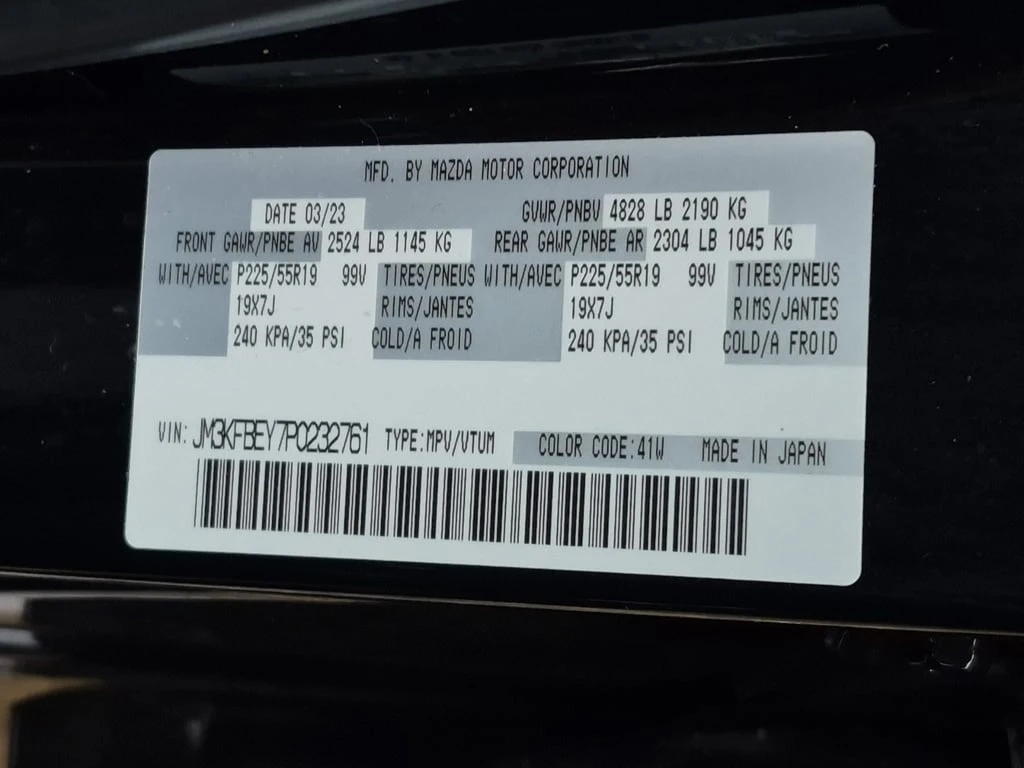 MFD. BY MAZDA MOTOR CORPORATION
DATE 03/23 GVWR/PNBV 4828 LB 2190 KG
FRONT GAWR/PNBE AV 2524 LB 1145 KG REAR GAWR/PNBE AR 2304 LB 1045 KG
WITH/AVEC P225/55R19 99V TIRES/PNEUS WITH/AVEC P225/55R19 99V TIRES/PNEUS
19X7J RIMS/JANTES 19X7J RIMS/JANTES
240 KPA/35 PSI COLD/A FROID 240 KPA/35 PSI COLD/A FROID
VIN: JM3KFBEY7P0232761 TYPE:MPV/VTUM COLOR CODE:41W MADE IN JAPAN